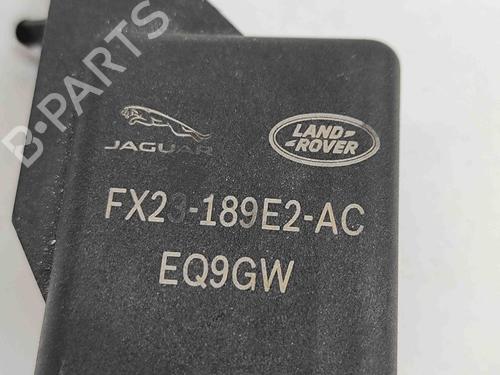 B-PARTS
JAGUAR
LAND
ROVER
FX23-189E2-AC
EQ9GW